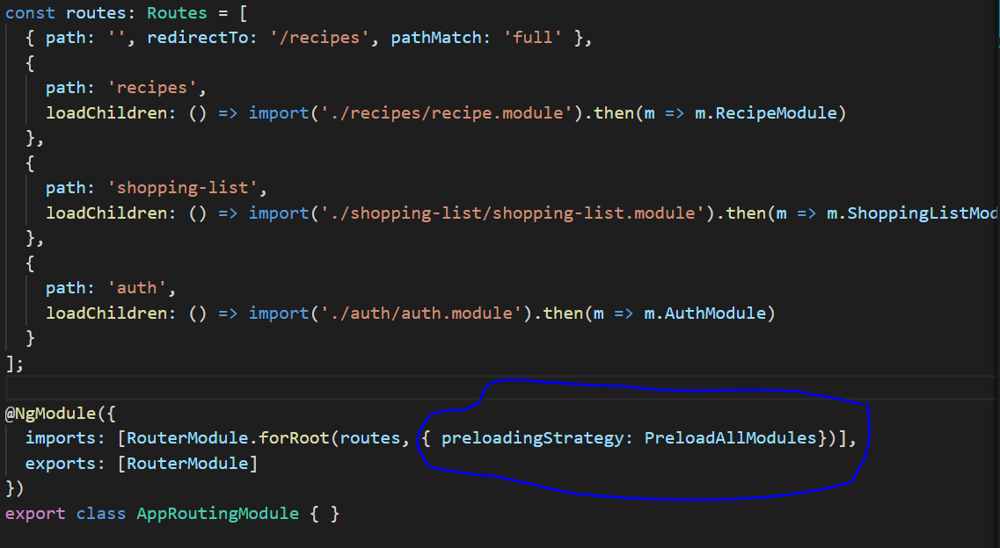 const routes: Routes = [
  { path: '', redirectTo: '/recipes', pathMatch: 'full' },
  {
    path: 'recipes',
    loadChildren: () => import('./recipes/recipe.module').then(m => m.RecipeModule)
  },
  {
    path: 'shopping-list',
    loadChildren: () => import('./shopping-list/shopping-list.module').then(m => m.ShoppingListMod
  },
  {
    path: 'auth',
    loadChildren: () => import('./auth/auth.module').then(m => m.AuthModule)
  }
];
@NgModule({
  imports: [RouterModule.forRoot(routes, { preloadingStrategy: PreloadAllModules})],
  exports: [RouterModule]
})
export class AppRoutingModule { }